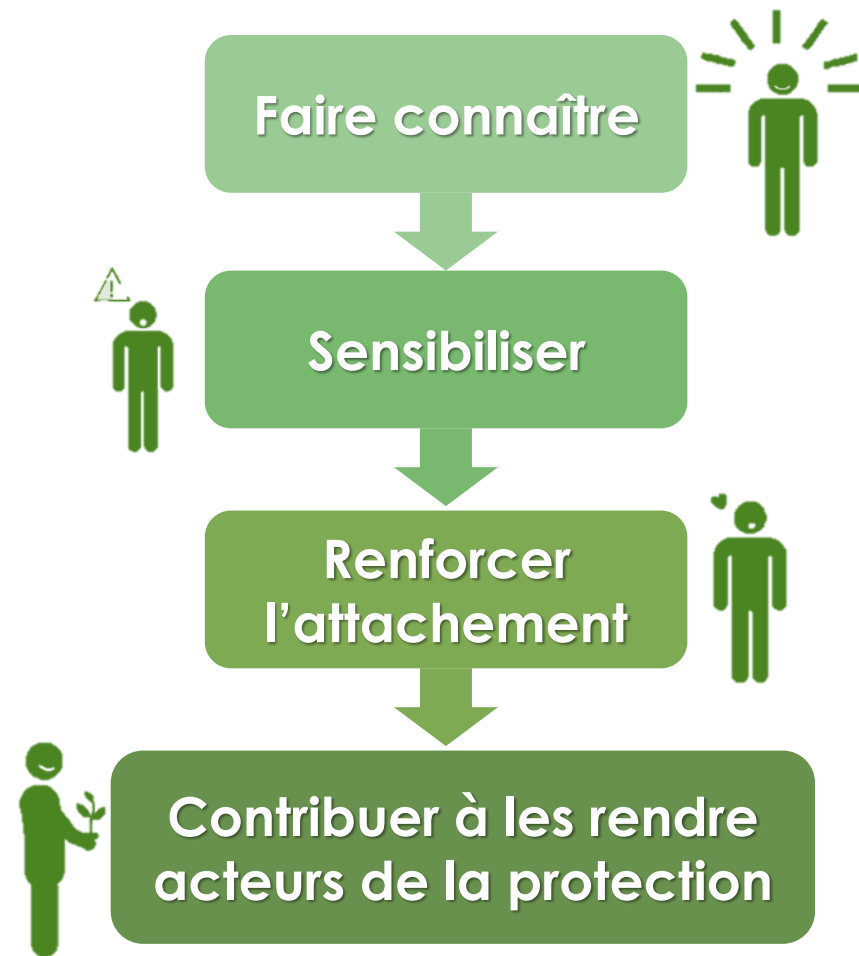 Faire connaître
Sensibiliser
Renforcer
l’attachement
Contribuer à les rendre
acteurs de la protection